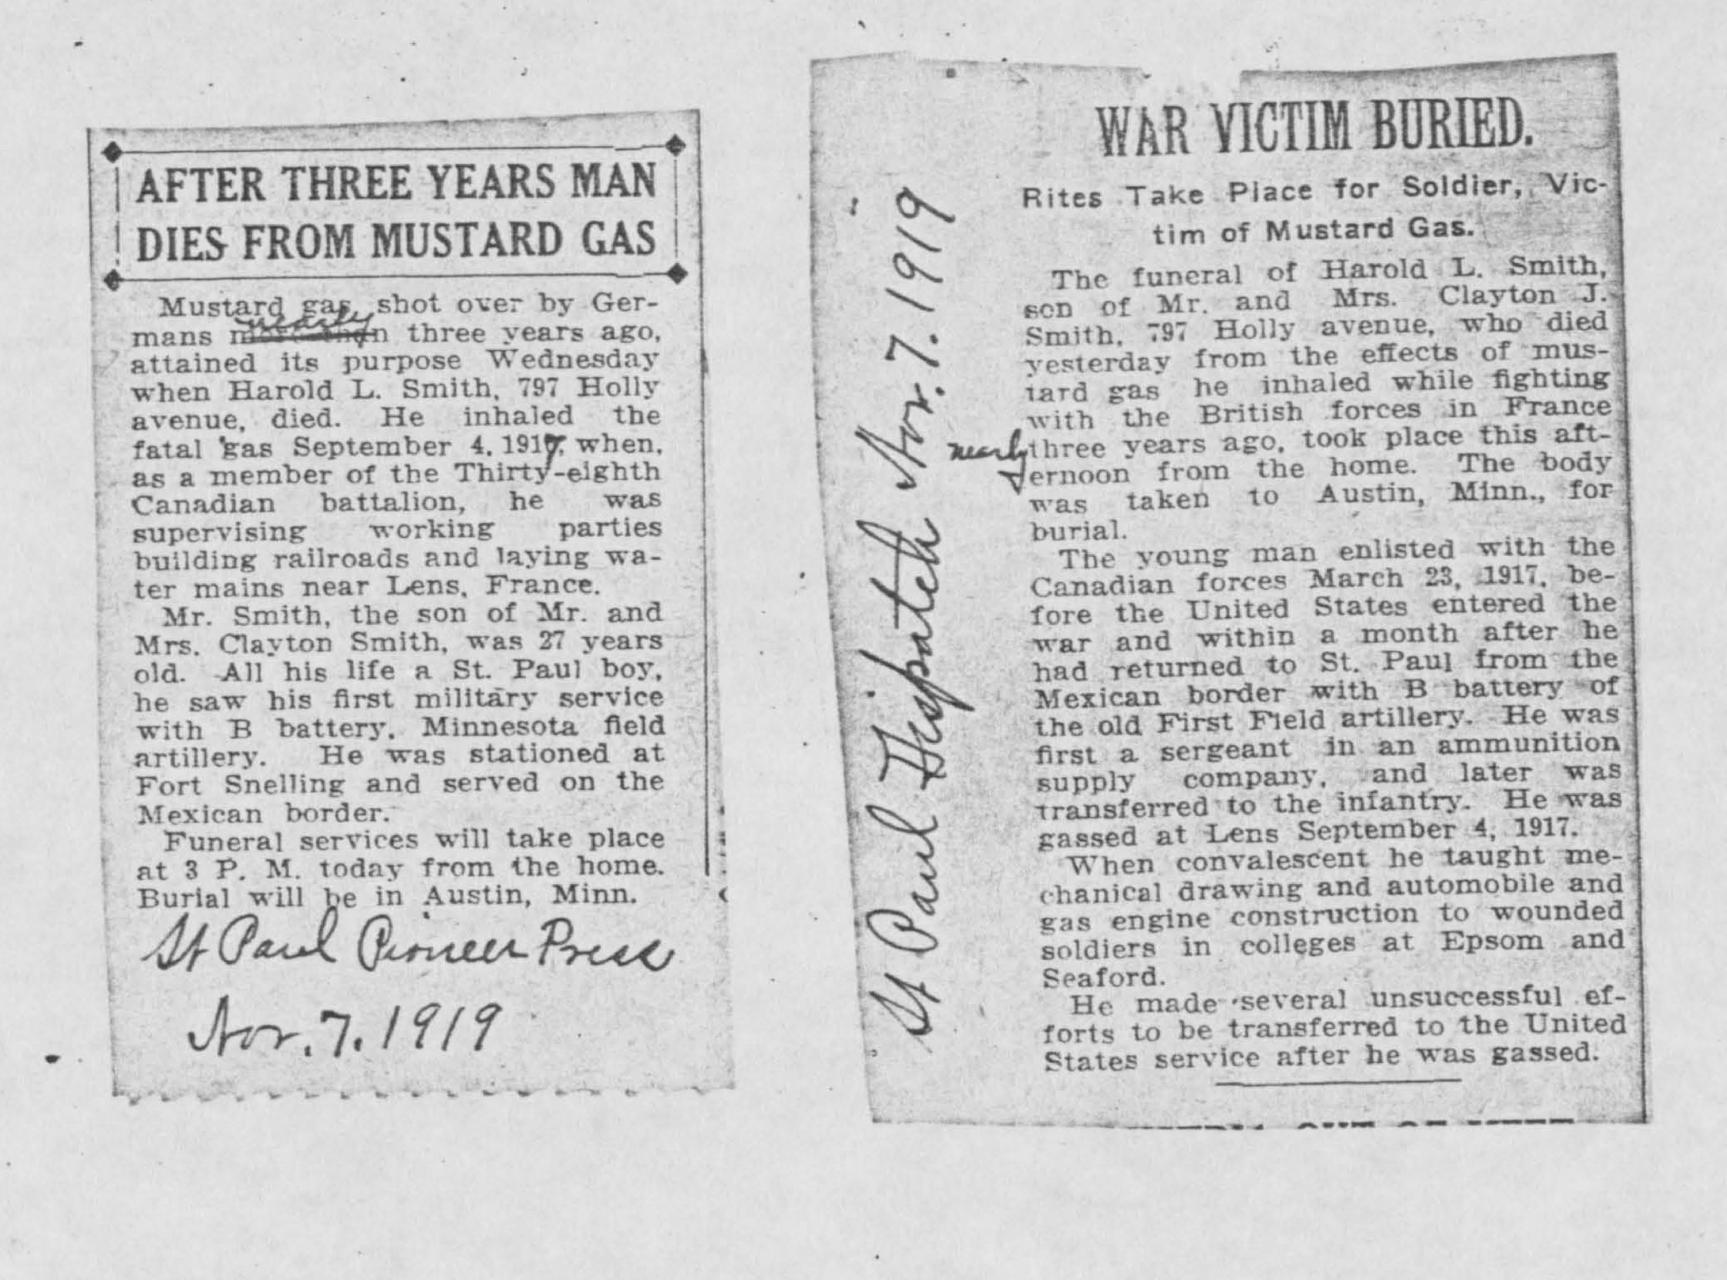 AFTER THREE YEARS MAN
DIES FROM MUSTARD GAS
Mustard gas shot over by Ger-
nearly
mans three years ago,
attained its purpose Wednesday
when Harold L. Smith, 797 Holly
avenue, died. He inhaled the
fatal gas September 4, 1917, when,
as a member of the Thirty-eighth
Canadian battalion, he was
supervising working parties
building railroads and laying wa-
ter mains near Lens, France.
Mr. Smith, the son of Mr. and
Mrs. Clayton Smith, was 27 years
old. All his life a St. Paul boy,
he saw his first military service
with B battery, Minnesota field
artillery. He was stationed at
Fort Snelling and served on the
Mexican border.
Funeral services will take place
at 3 P. M. today from the home.
Burial will be in Austin, Minn.
St Paul Pioneer Press
Nov. 7. 1919
St Paul Dispatch Nov. 7. 1919
WAR VICTIM BURIED.
Rites Take Place for Soldier, Vic-
tim of Mustard Gas.
The funeral of Harold L. Smith,
son of Mr. and Mrs. Clayton J.
Smith, 797 Holly avenue, who died
yesterday from the effects of mus-
tard gas he inhaled while fighting
with the British forces in France
nearly three years ago, took place this aft-
ernoon from the home. The body
was taken to Austin, Minn., for
burial.
The young man enlisted with the
Canadian forces March 23, 1917, be-
fore the United States entered the
war and within a month after he
had returned to St. Paul from the
Mexican border with B battery of
the old First Field artillery. He was
first a sergeant in an ammunition
supply company, and later was
transferred to the infantry. He was
gassed at Lens September 4, 1917.
When convalescent he taught me-
chanical drawing and automobile and
gas engine construction to wounded
soldiers in colleges at Epsom and
Seaford.
He made several unsuccessful ef-
forts to be transferred to the United
States service after he was gassed.